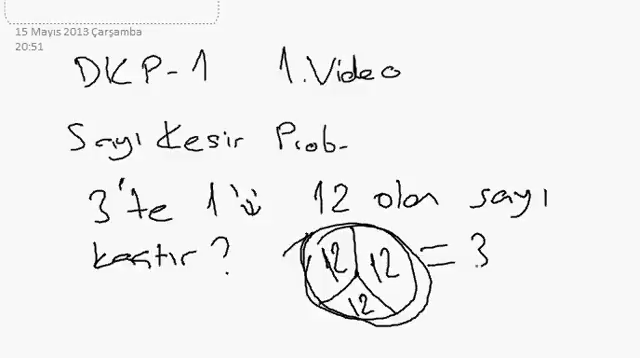 15 Mayıs 2013 Çarşamba
20:51
DKP-1 1. Video
Sayı Kesir Prob.
3'te 1'i 12 olan sayı
kaçtır? 12 12 = 3
12